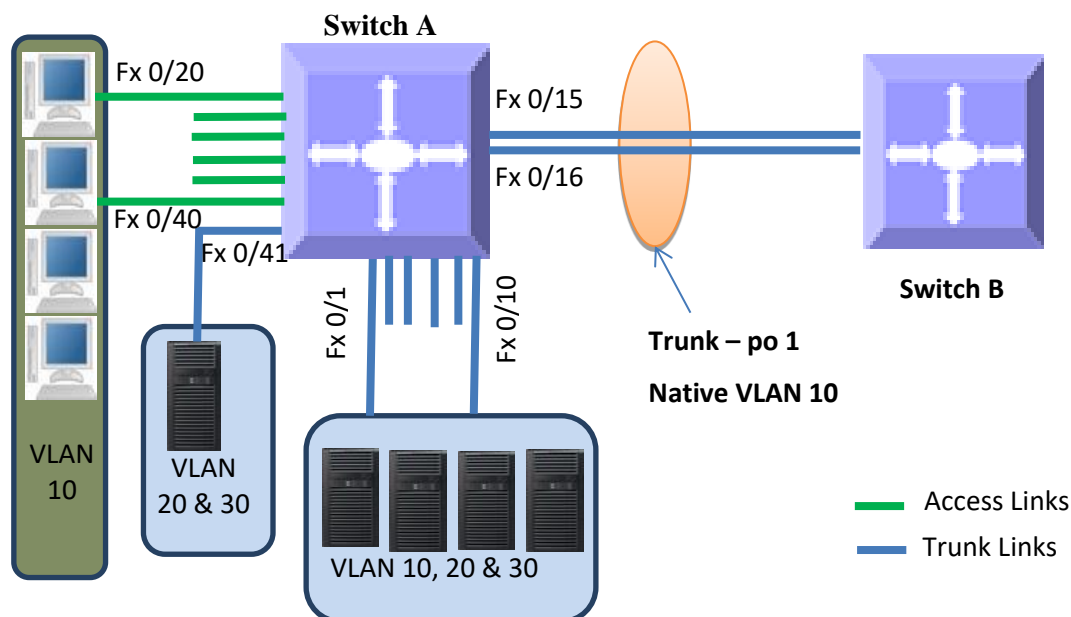 Switch A
Fx 0/20
Fx 0/15
Fx 0/16
Fx 0/40
Fx 0/41
Fx 0/1
Fx 0/10
Switch B
Trunk – po 1
Native VLAN 10
VLAN
10
VLAN
20 & 30
VLAN 10, 20 & 30
Access Links
Trunk Links